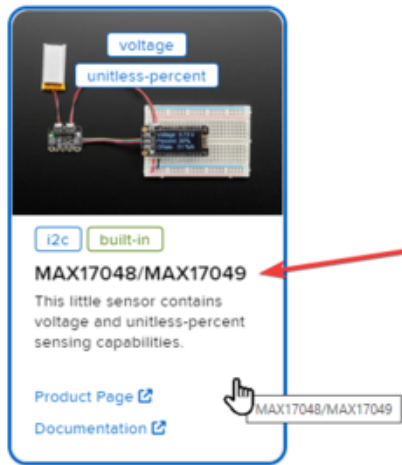 voltage
unitless-percent
i2c built-in
MAX17048/MAX17049
This little sensor contains
voltage and unitless-percent
sensing capabilities.
Product Page
MAX17048/MAX17049
Documentation